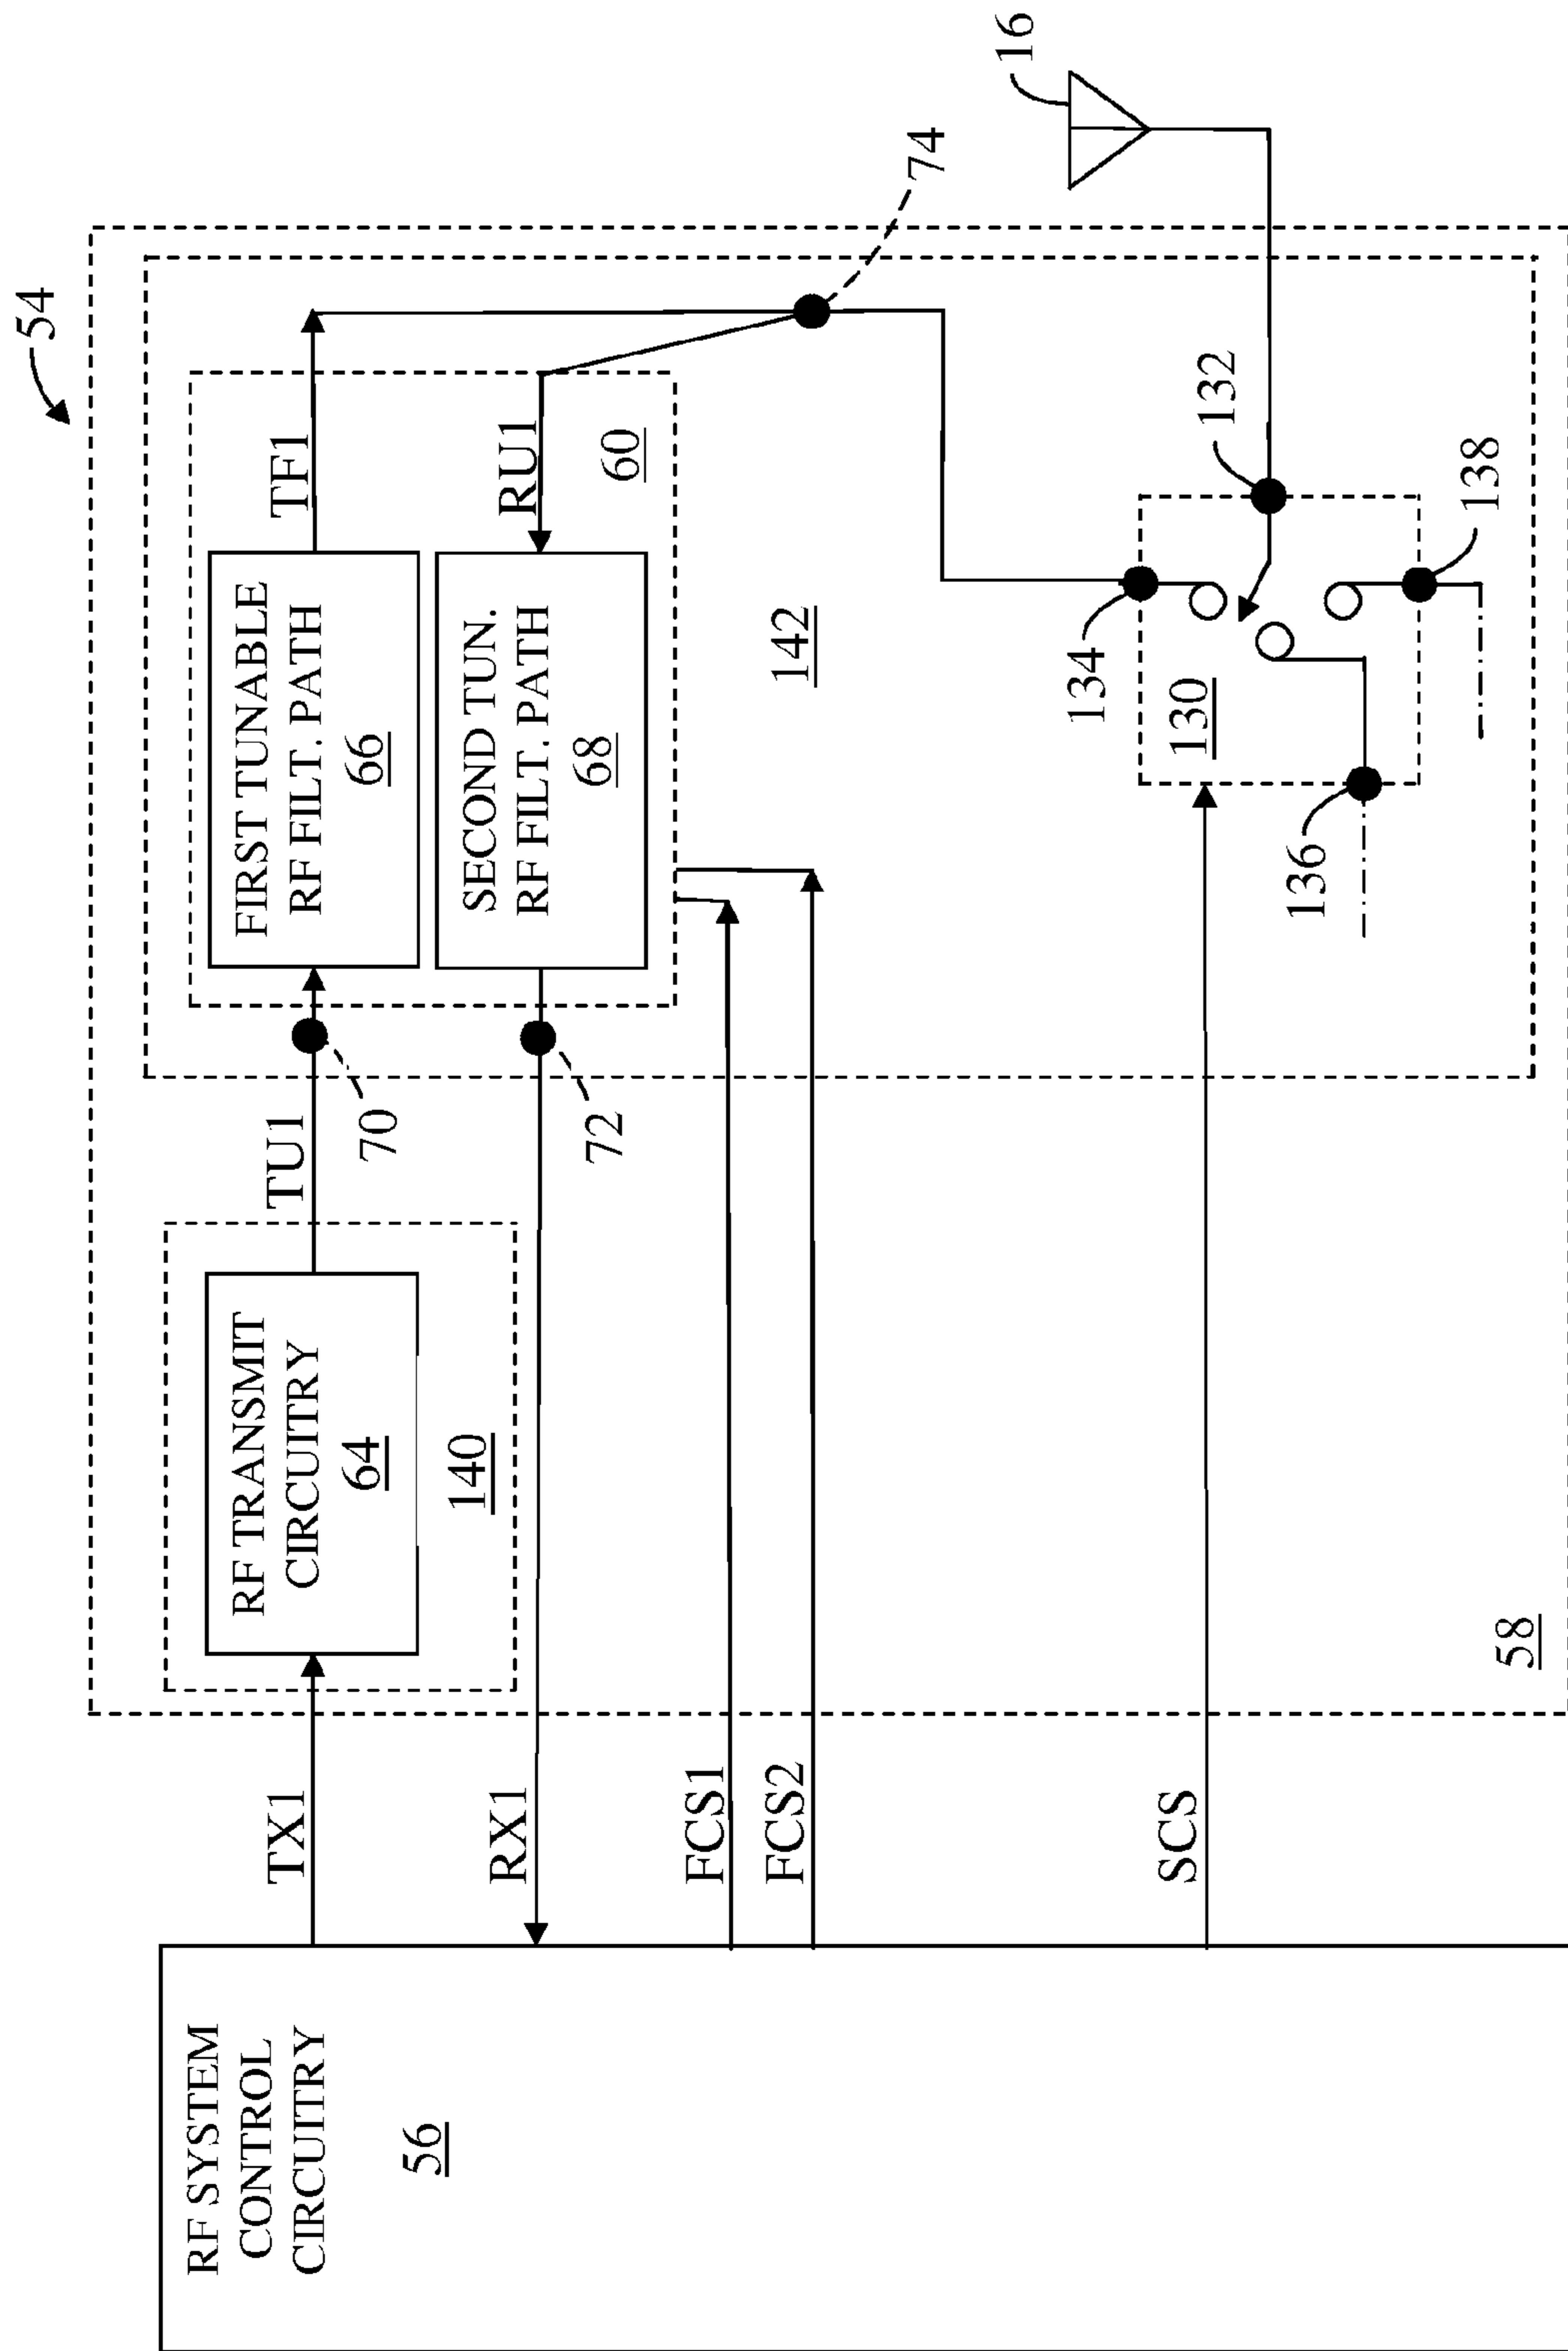 54
RF SYSTEM
CONTROL
CIRCUITRY
56
TX1
RX1
FCS1
FCS2
SCS
RF TRANSMIT
CIRCUITRY
64
140
58
TU1
70
72
FIRST TUNABLE
RF FILT. PATH
66
SECOND TUN.
RF FILT. PATH
68
TF1
RU1
60
142
74
16
130
132
134
136
138